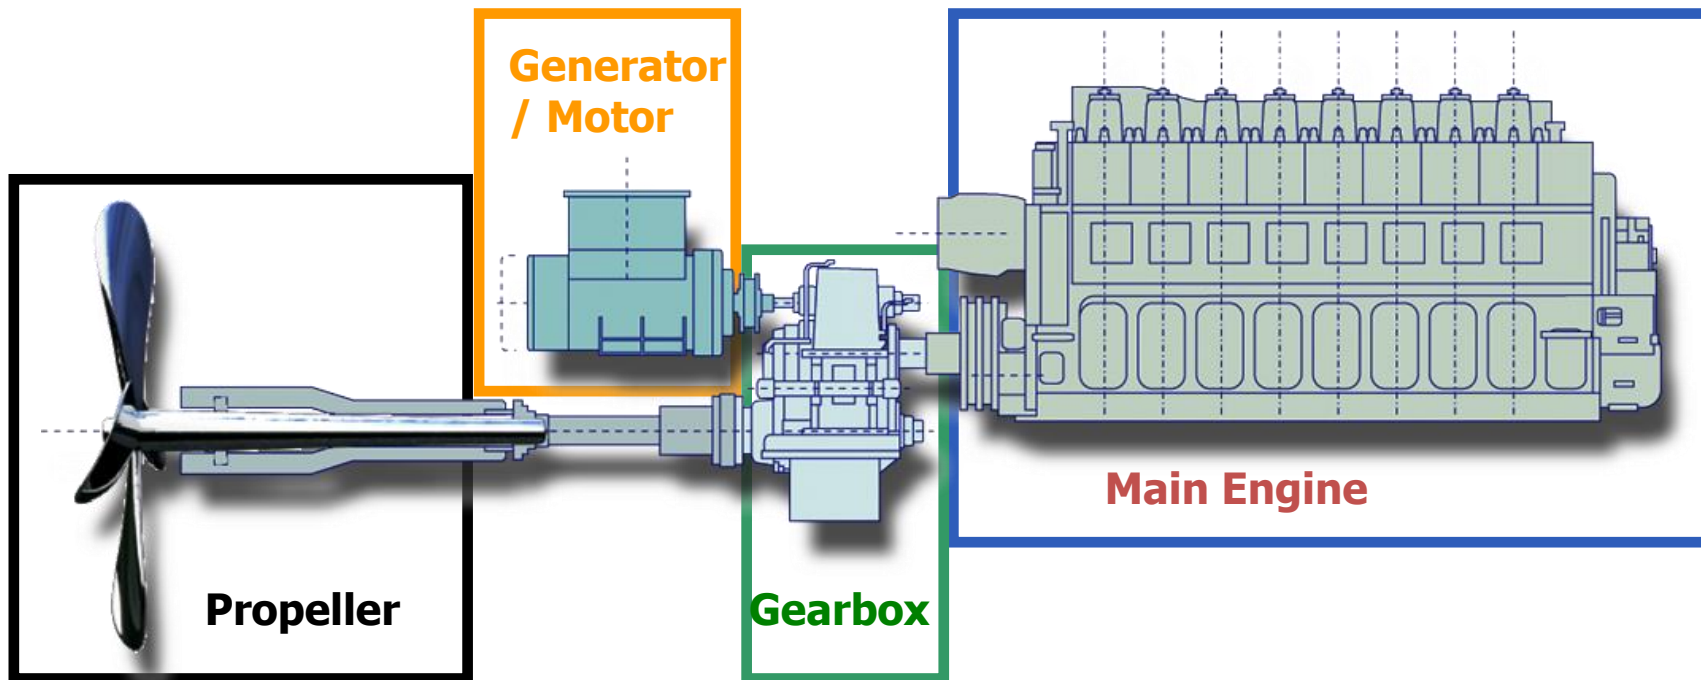 Generator
/ Motor
Main Engine
Propeller
Gearbox